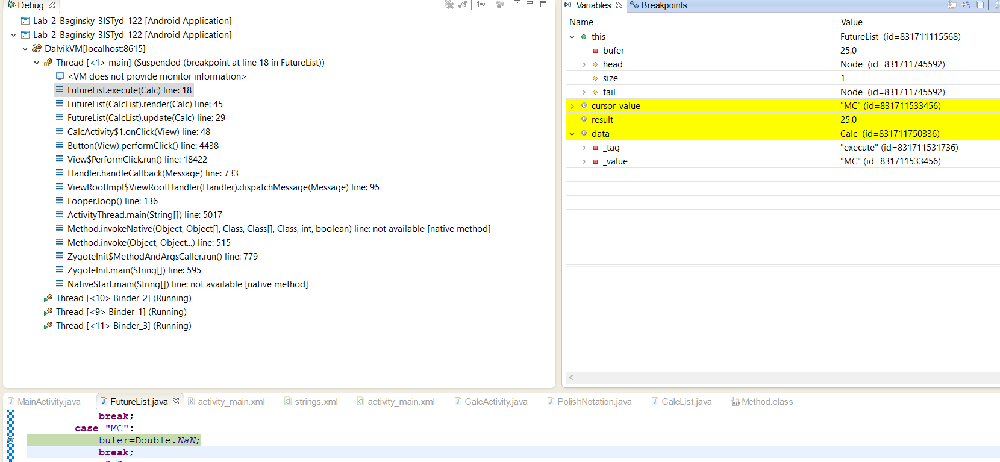 Debug
Lab_2_Baginsky_3ISTyd_122 [Android Application]
Lab_2_Baginsky_3ISTyd_122 [Android Application]
DalvikVM[localhost:8615]
Thread [<1> main] (Suspended (breakpoint at line 18 in FutureList))
<VM does not provide monitor information>
FutureList.execute(Calc) line: 18
FutureList(CalcList).render(Calc) line: 45
FutureList(CalcList).update(Calc) line: 29
CalcActivity$1.onClick(View) line: 48
Button(View).performClick() line: 4438
View$PerformClick.run() line: 18422
Handler.handleCallback(Message) line: 733
ViewRootImpl$ViewRootHandler(Handler).dispatchMessage(Message) line: 95
Looper.loop() line: 136
ActivityThread.main(String[]) line: 5017
Method.invokeNative(Object, Object[], Class, Class[], Class, int, boolean) line: not available [native method]
Method.invoke(Object, Object...) line: 515
ZygoteInit$MethodAndArgsCaller.run() line: 779
ZygoteInit.main(String[]) line: 595
NativeStart.main(String[]) line: not available [native method]
Thread [<10> Binder_2] (Running)
Thread [<9> Binder_1] (Running)
Thread [<11> Binder_3] (Running)
(x)= Variables Breakpoints
Name Value
this FutureList (id=831711115568)
bufer 25.0
head Node (id=831711745592)
size 1
tail Node (id=831711745592)
cursor_value "MC" (id=831711533456)
result 25.0
data Calc (id=831711750336)
_tag "execute" (id=831711531736)
_value "MC" (id=831711533456)
MainActivity.java FutureList.java activity_main.xml strings.xml activity_main.xml CalcActivity.java PolishNotation.java CalcList.java Method.class
break;
case "MC":
bufer=Double.NaN;
break;